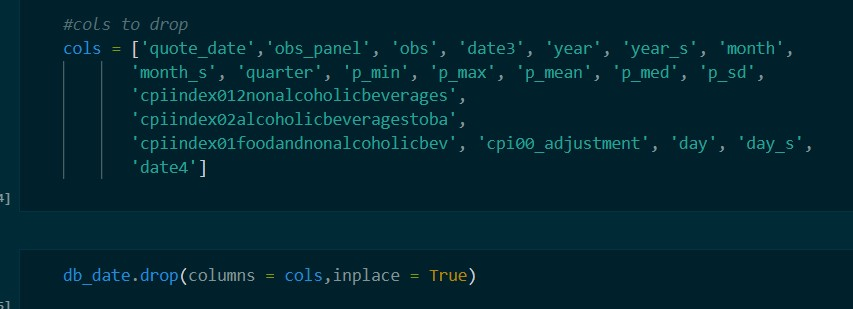 #cols to drop
cols = ['quote_date','obs_panel', 'obs', 'date3', 'year', 'year_s', 'month',
'month_s', 'quarter', 'p_min', 'p_max', 'p_mean', 'p_med', 'p_sd',
'cpiindex012nonalcoholicbeverages',
'cpiindex02alcoholicbeveragestoba',
'cpiindex01foodandnonalcoholicbev', 'cpi00_adjustment', 'day', 'day_s',
'date4']
4]
db_date.drop(columns = cols,inplace = True)
5]